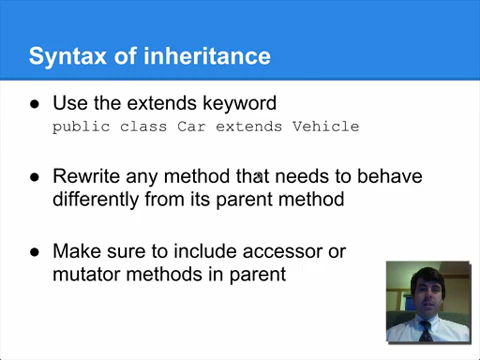 Syntax of inheritance
● Use the extends keyword
public class Car extends Vehicle
● Rewrite any method that needs to behave
differently from its parent method
● Make sure to include accessor or
mutator methods in parent